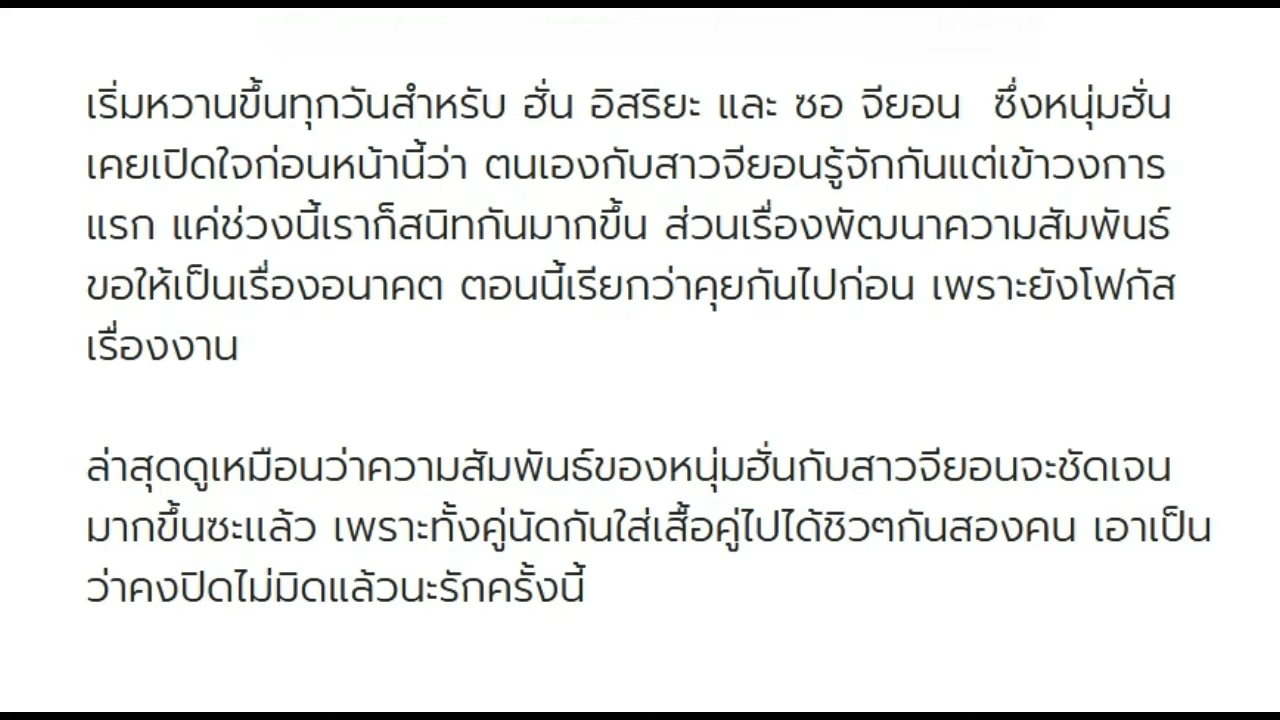 เริ่มหวานขึ้นทุกวันสำหรับ ฮั่น อิสริยะ และ ซอ จียอน  ซึ่งหนุ่มฮั่น
เคยเปิดใจก่อนหน้านี้ว่า ตนเองกับสาวจียอนรู้จักกันแต่เข้าวงการ
แรก แค่ช่วงนี้เราก็สนิทกันมากขึ้น ส่วนเรื่องพัฒนาความสัมพันธ์
ขอให้เป็นเรื่องอนาคต ตอนนี้เรียกว่าคุยกันไปก่อน เพราะยังโฟกัส
เรื่องงาน
ล่าสุดดูเหมือนว่าความสัมพันธ์ของหนุ่มฮั่นกับสาวจียอนจะชัดเจน
มากขึ้นซะแล้ว เพราะทั้งคู่นัดกันใส่เสื้อคู่ไปได้ชิวๆกันสองคน เอาเป็น
ว่าคงปิดไม่มิดแล้วนะรักครั้งนี้